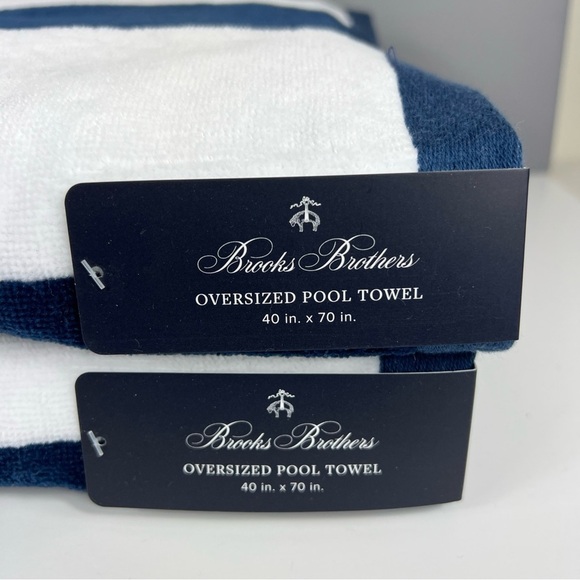 Brooks Brothers
OVERSIZED POOL TOWEL
40 in. x 70 in.
Brooks Brothers
OVERSIZED POOL TOWEL
40 in. x 70 in.